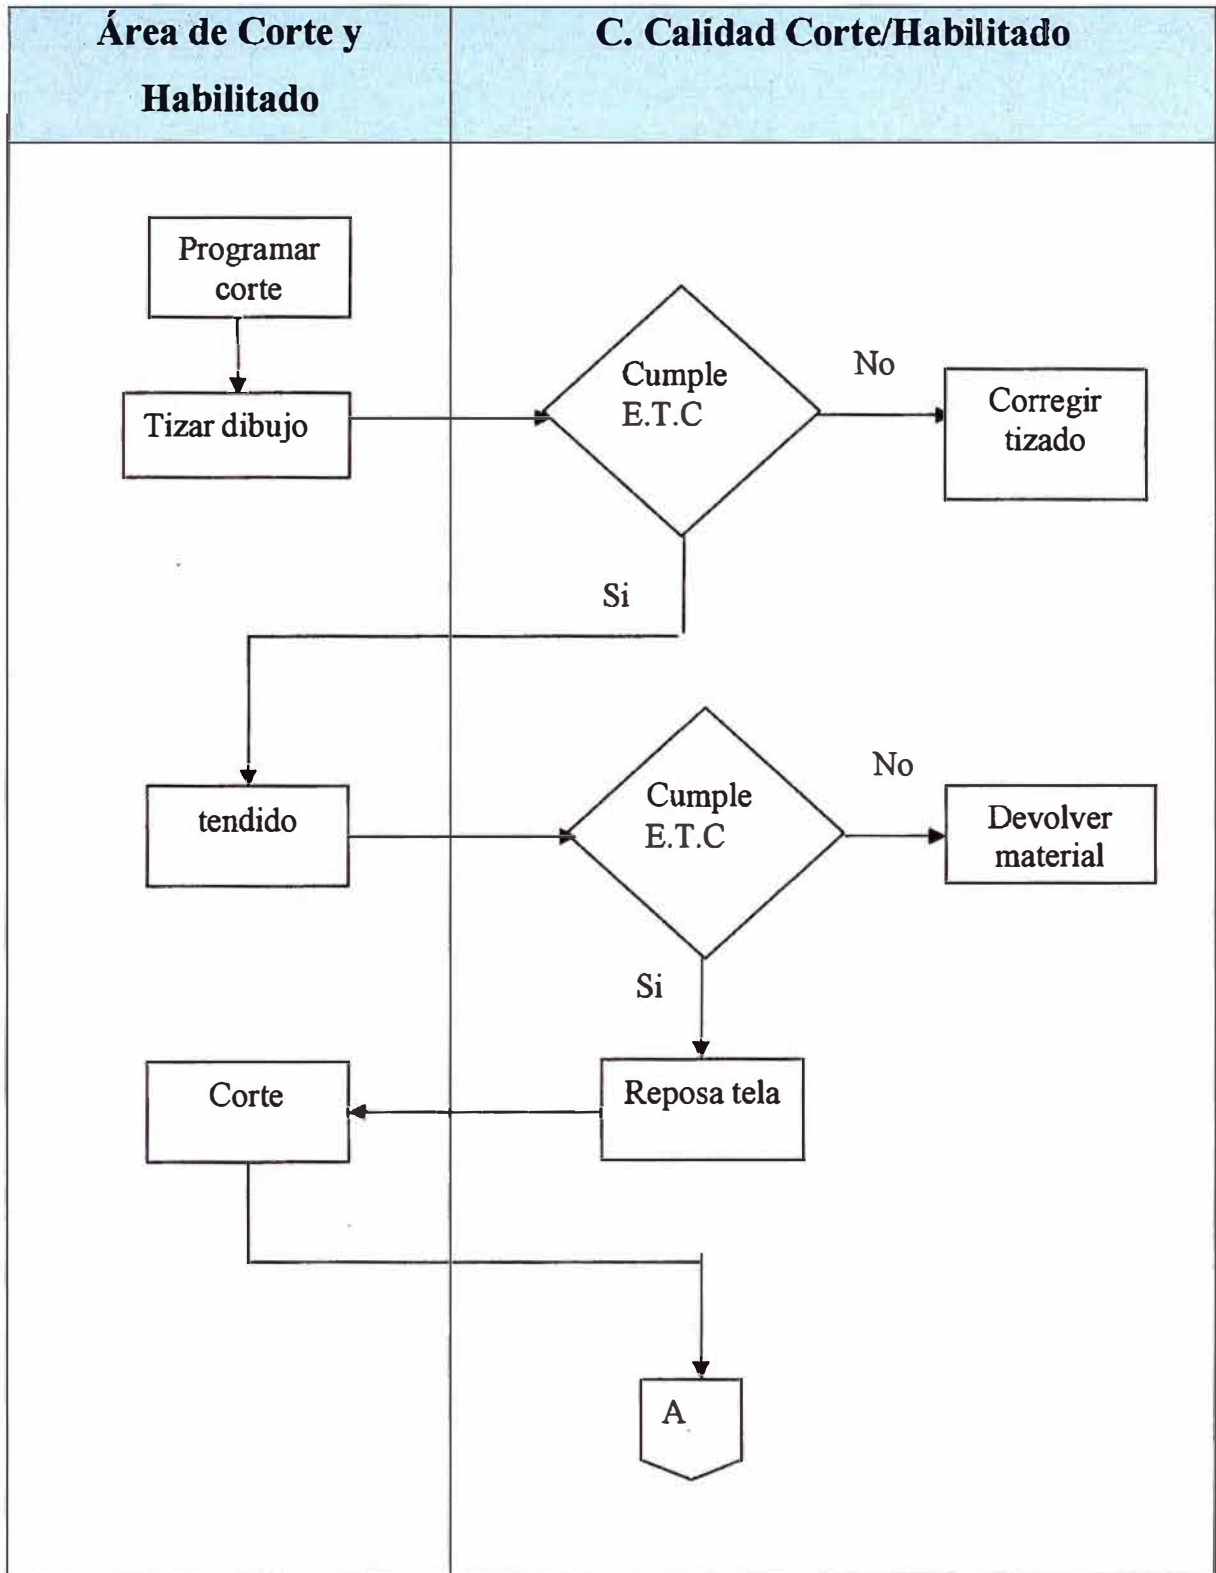 Área de Corte y
Habilitado
C. Calidad Corte/Habilitado
Programar
corte
Tizar dibujo
Cumple
E.T.C
No
Corregir
tizado
Si
tendido
Cumple
E.T.C
No
Devolver
material
Si
Corte
Reposa tela
A